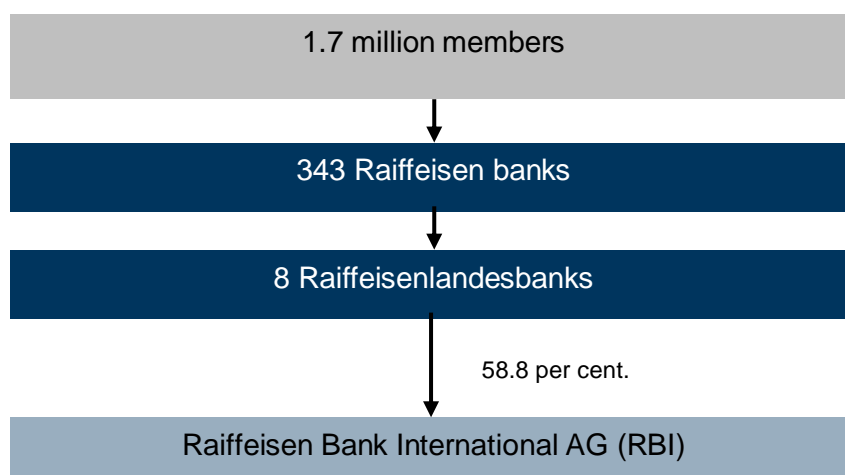 1.7 million members
343 Raiffeisen banks
8 Raiffeisenlandesbanks
58.8 per cent.
Raiffeisen Bank International AG (RBI)